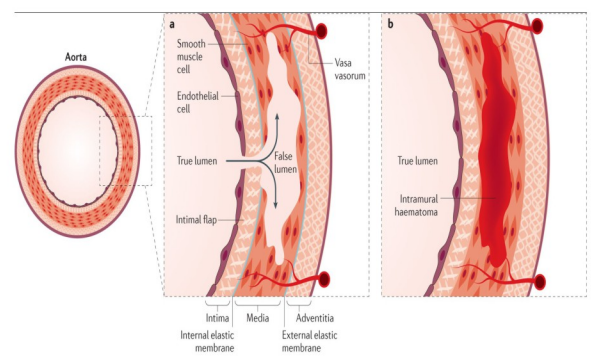 a
b
Aorta
Smooth
muscle
cell
Vasa
vasorum
Endothelial
cell
True lumen
False
lumen
Intimal flap
True lumen
Intramural
haematoma
Intima
Media
Adventitia
Internal elastic
membrane
External elastic
membrane